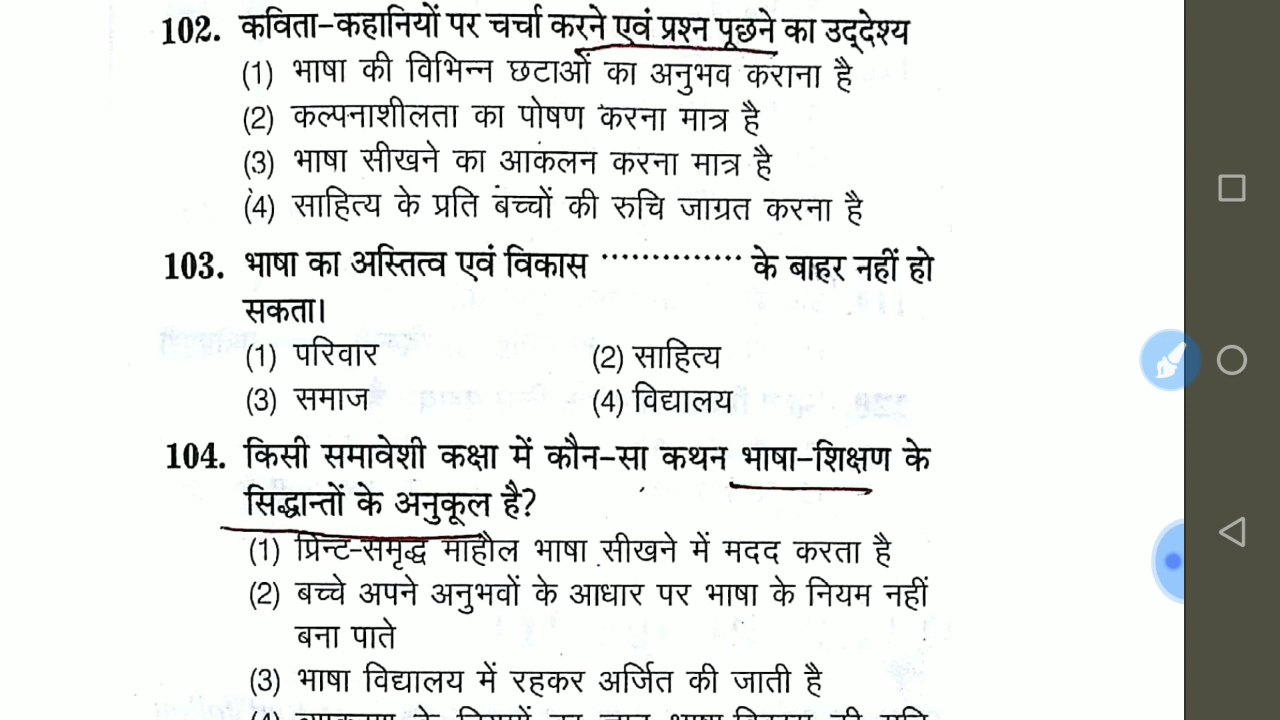 102. कविता-कहानियों पर चर्चा करने एवं प्रश्न पूछने का उद्देश्य
(1) भाषा की विभिन्न छटाओं का अनुभव कराना है
(2) कल्पनाशीलता का पोषण करना मात्र है
(3) भाषा सीखने का आकलन करना मात्र है
(4) साहित्य के प्रति बच्चों की रुचि जाग्रत करना है
103. भाषा का अस्तित्व एवं विकास .............. के बाहर नहीं हो
सकता।
(1) परिवार (2) साहित्य
(3) समाज (4) विद्यालय
104. किसी समावेशी कक्षा में कौन-सा कथन भाषा-शिक्षण के
सिद्धान्तों के अनुकूल है?
(1) प्रिन्ट-समृद्ध माहौल भाषा सीखने में मदद करता है
(2) बच्चे अपने अनुभवों के आधार पर भाषा के नियम नहीं
बना पाते
(3) भाषा विद्यालय में रहकर अर्जित की जाती है